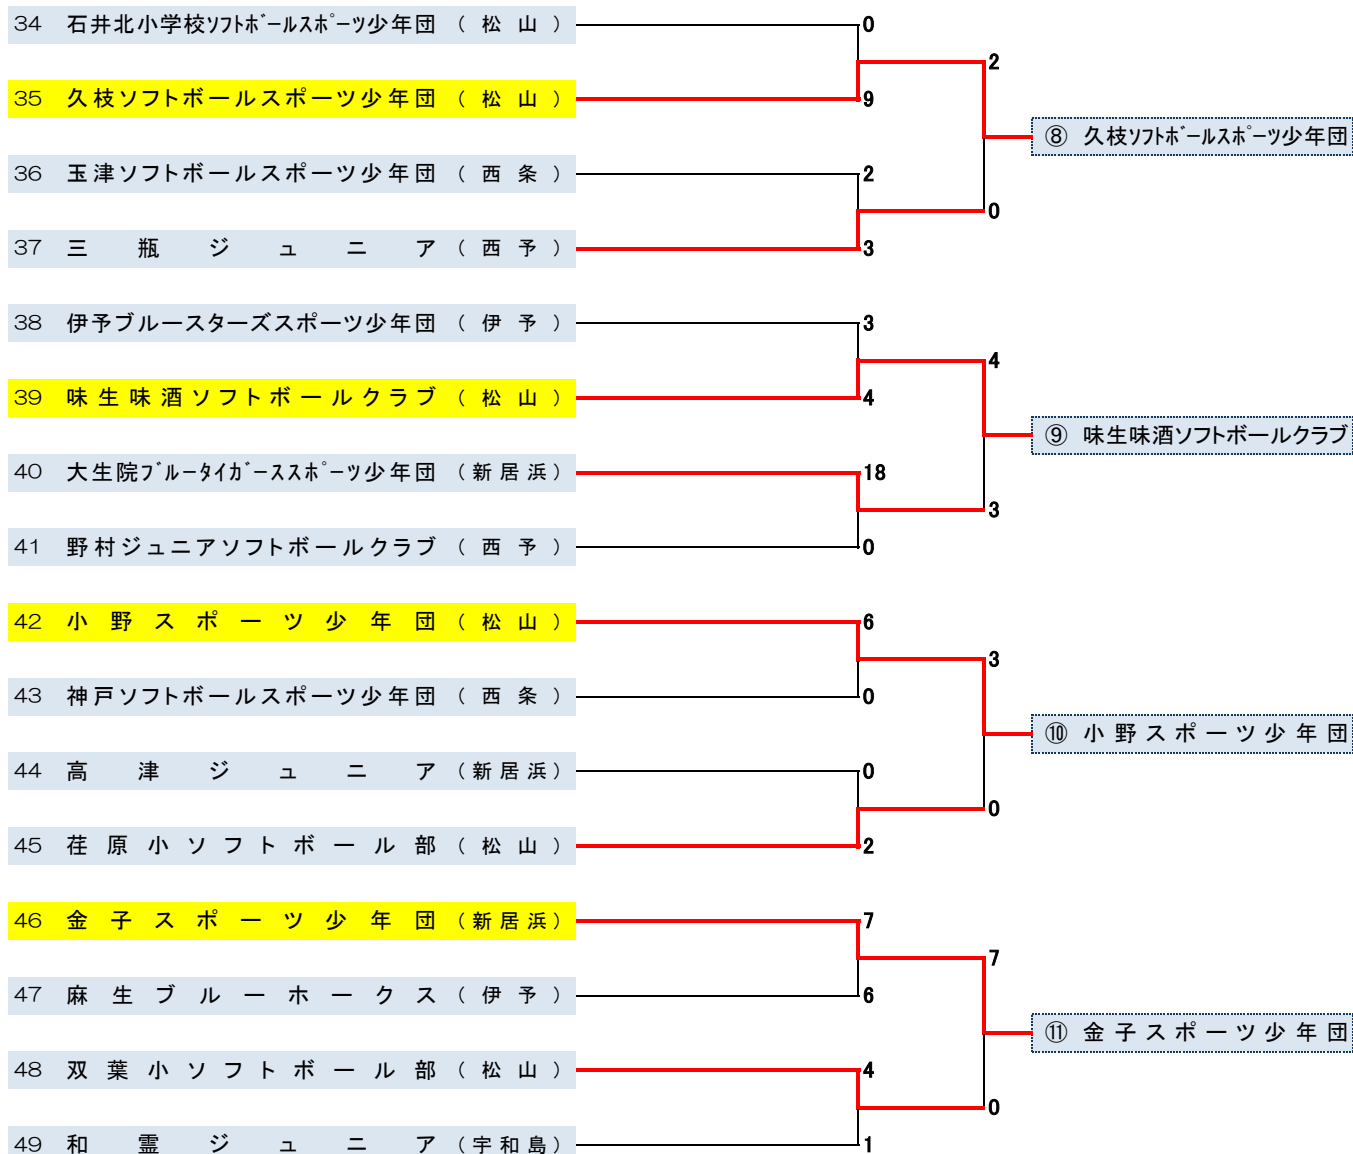 34 石井北小学校ｿﾌﾄﾎﾞｰﾙｽﾎﾟｰﾂ少年団 （ 松 山 ） 0
2
35 久枝ソフトボールスポーツ少年団 （ 松 山 ） 9
⑧ 久枝ｿﾌﾄﾎﾞｰﾙｽﾎﾟｰﾂ少年団
36 玉津ソフトボールスポーツ少年団 （ 西 条 ） 2
0
37 三瓶ジュニア （ 西 予 ） 3
38 伊予ブルースターズスポーツ少年団 （ 伊 予 ） 3
4
39 味生味酒ソフトボールクラブ （ 松 山 ） 4
⑨ 味生味酒ソフトボールクラブ
40 大生院ﾌﾞﾙｰﾀｲｶﾞｰｽスポｰﾂ少年団 （新居浜） 18
3
41 野村ジュニアソフトボールクラブ （ 西 予 ） 0
42 小野スポーツ少年団 （ 松 山 ） 6
3
43 神戸ソフトボールスポーツ少年団 （ 西 条 ） 0
⑩ 小野スポーツ少年団
44 高津ジュニア （新居浜） 0
0
45 荏原小ソフトボール部 （ 松 山 ） 2
46 金子スポーツ少年団 （新居浜） 7
7
47 麻生ブルーホークス （ 伊 予 ） 6
⑪ 金子スポーツ少年団
48 双葉小ソフトボール部 （ 松 山 ） 4
0
49 和霊ジュニア （宇和島） 1